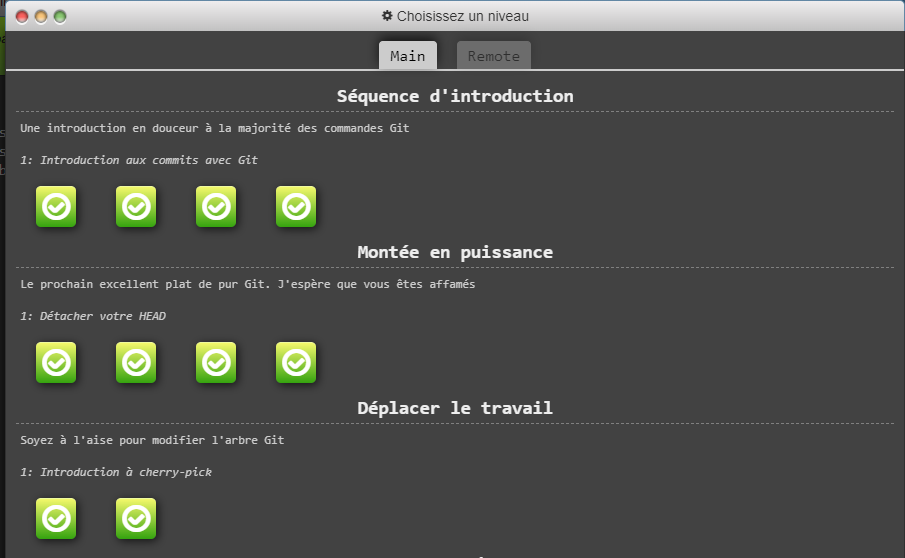 Choisissez un niveau
Main Remote
Séquence d'introduction
Une introduction en douceur à la majorité des commandes Git
1: Introduction aux commits avec Git
Montée en puissance
Le prochain excellent plat de pur Git. J'espère que vous êtes affamés
1: Détacher votre HEAD
Déplacer le travail
Soyez à l'aise pour modifier l'arbre Git
1: Introduction à cherry-pick